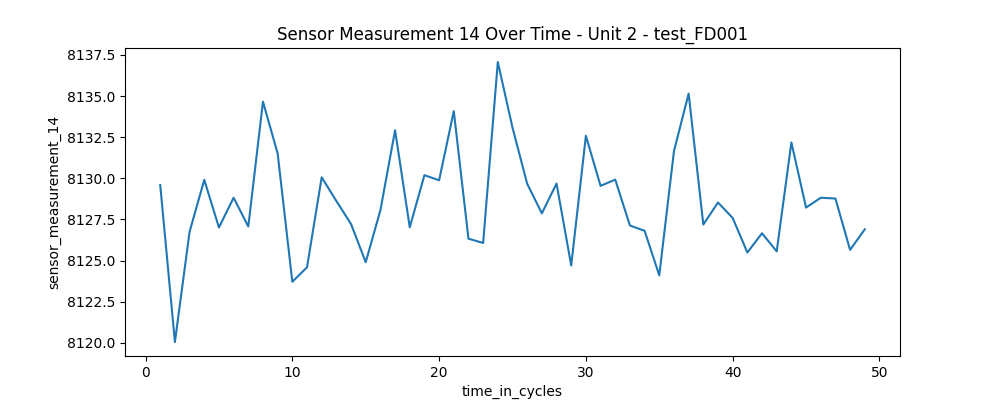 Sensor Measurement 14 Over Time - Unit 2 - test_FD001
8137.5
8135.0
8132.5
8130.0
8127.5
8125.0
8122.5
8120.0
sensor_measurement_14
0 10 20 30 40 50
time_in_cycles